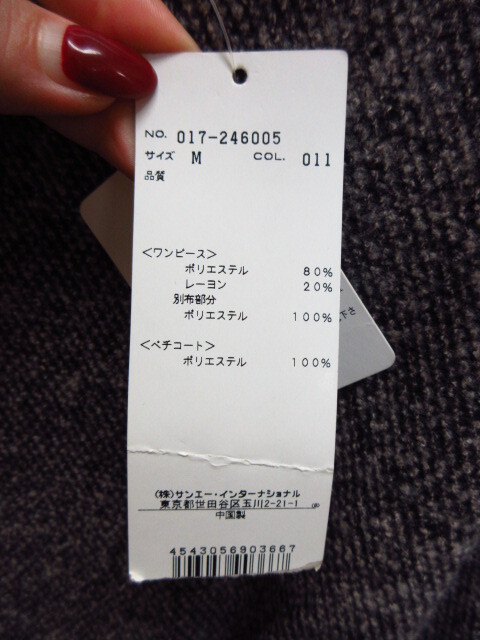 NO. 017-246005
サイズ M COL. 011
品質
<ワンピース>
ポリエステル 80%
レーヨン 20%
別布部分
ポリエステル 100%
<ペチコート>
ポリエステル 100%
(株)サンエー・インターナショナル
東京都世田谷区玉川2-21-1
中国製
4543056903667
下さ